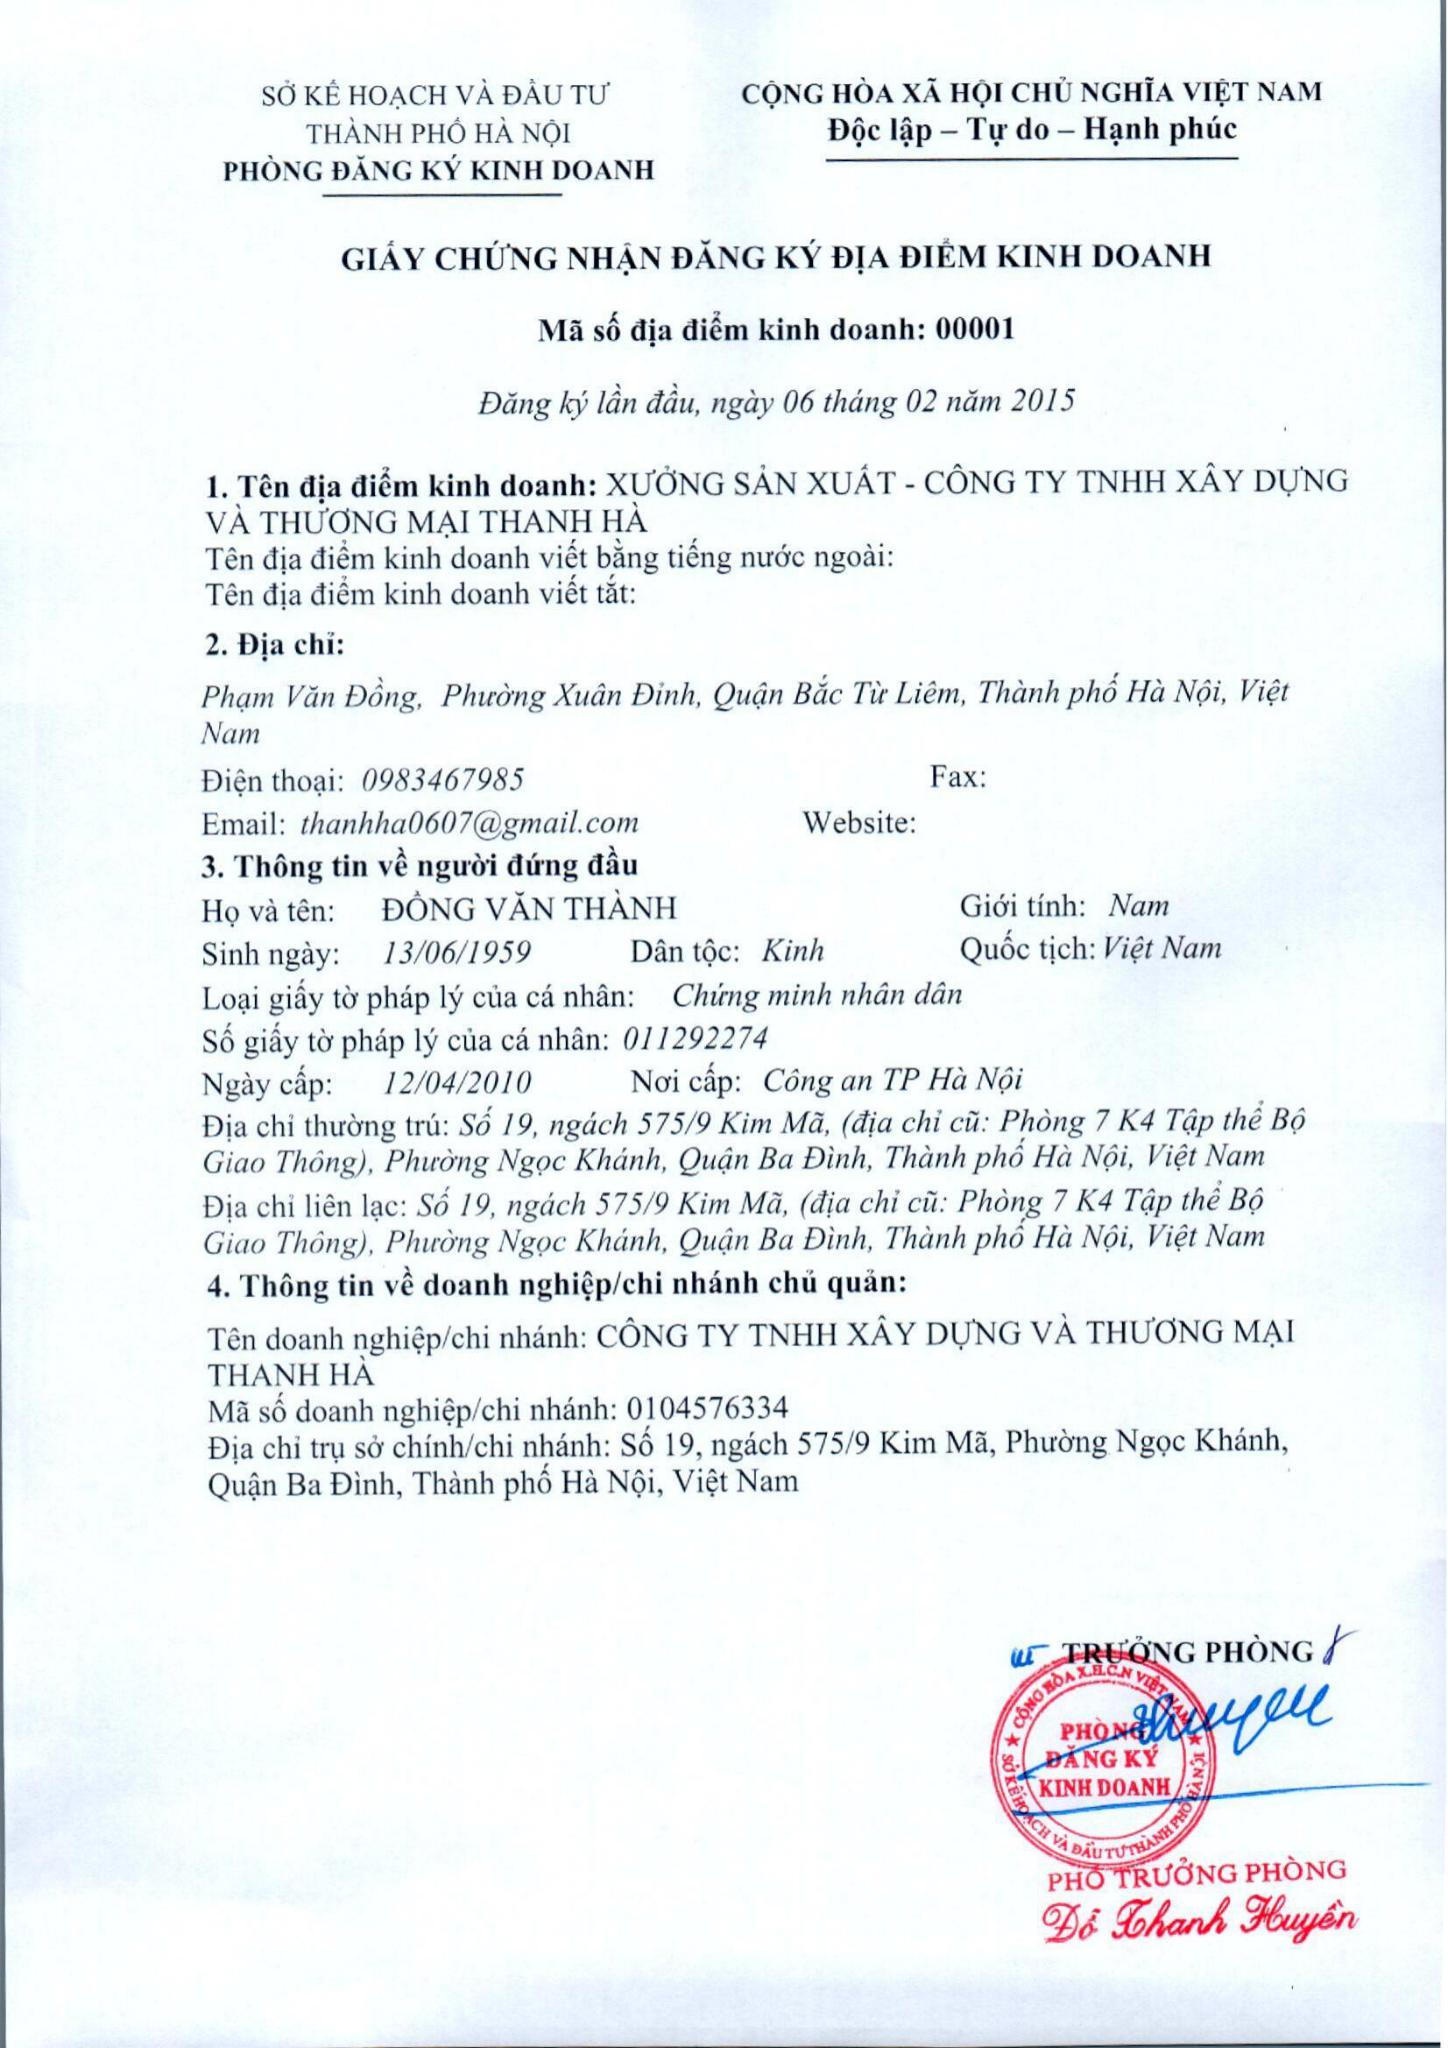 SỞ KẾ HOẠCH VÀ ĐẦU TƯ
THÀNH PHỐ HÀ NỘI
PHÒNG ĐĂNG KÝ KINH DOANH
CỘNG HÒA XÃ HỘI CHỦ NGHĨA VIỆT NAM
Độc lập – Tự do – Hạnh phúc
GIẤY CHỨNG NHẬN ĐĂNG KÝ ĐỊA ĐIỂM KINH DOANH
Mã số địa điểm kinh doanh: 00001
Đăng ký lần đầu, ngày 06 tháng 02 năm 2015
1. Tên địa điểm kinh doanh: XƯỞNG SẢN XUẤT - CÔNG TY TNHH XÂY DỰNG
VÀ THƯƠNG MẠI THANH HÀ
Tên địa điểm kinh doanh viết bằng tiếng nước ngoài:
Tên địa điểm kinh doanh viết tắt:
2. Địa chỉ:
Phạm Văn Đồng, Phường Xuân Đỉnh, Quận Bắc Từ Liêm, Thành phố Hà Nội, Việt
Nam
Điện thoại: 0983467985 Fax:
Email: thanhha0607@gmail.com Website:
3. Thông tin về người đứng đầu
Họ và tên: ĐỒNG VĂN THÀNH Giới tính: Nam
Sinh ngày: 13/06/1959 Dân tộc: Kinh Quốc tịch: Việt Nam
Loại giấy tờ pháp lý của cá nhân: Chứng minh nhân dân
Số giấy tờ pháp lý của cá nhân: 011292274
Ngày cấp: 12/04/2010 Nơi cấp: Công an TP Hà Nội
Địa chỉ thường trú: Số 19, ngách 575/9 Kim Mã, (địa chỉ cũ: Phòng 7 K4 Tập thể Bộ
Giao Thông), Phường Ngọc Khánh, Quận Ba Đình, Thành phố Hà Nội, Việt Nam
Địa chỉ liên lạc: Số 19, ngách 575/9 Kim Mã, (địa chỉ cũ: Phòng 7 K4 Tập thể Bộ
Giao Thông), Phường Ngọc Khánh, Quận Ba Đình, Thành phố Hà Nội, Việt Nam
4. Thông tin về doanh nghiệp/chi nhánh chủ quản:
Tên doanh nghiệp/chi nhánh: CÔNG TY TNHH XÂY DỰNG VÀ THƯƠNG MẠI
THANH HÀ
Mã số doanh nghiệp/chi nhánh: 0104576334
Địa chỉ trụ sở chính/chi nhánh: Số 19, ngách 575/9 Kim Mã, Phường Ngọc Khánh,
Quận Ba Đình, Thành phố Hà Nội, Việt Nam
TRƯỞNG PHÒNG
CỘNG HÒA X.H.C.N VIỆT NAM
PHÒNG
ĐĂNG KÝ
KINH DOANH
SỞ KẾ HOẠCH VÀ ĐẦU TƯ THÀNH PHỐ HÀ NỘI
PHÓ TRƯỞNG PHÒNG
Đỗ Thanh Huyền